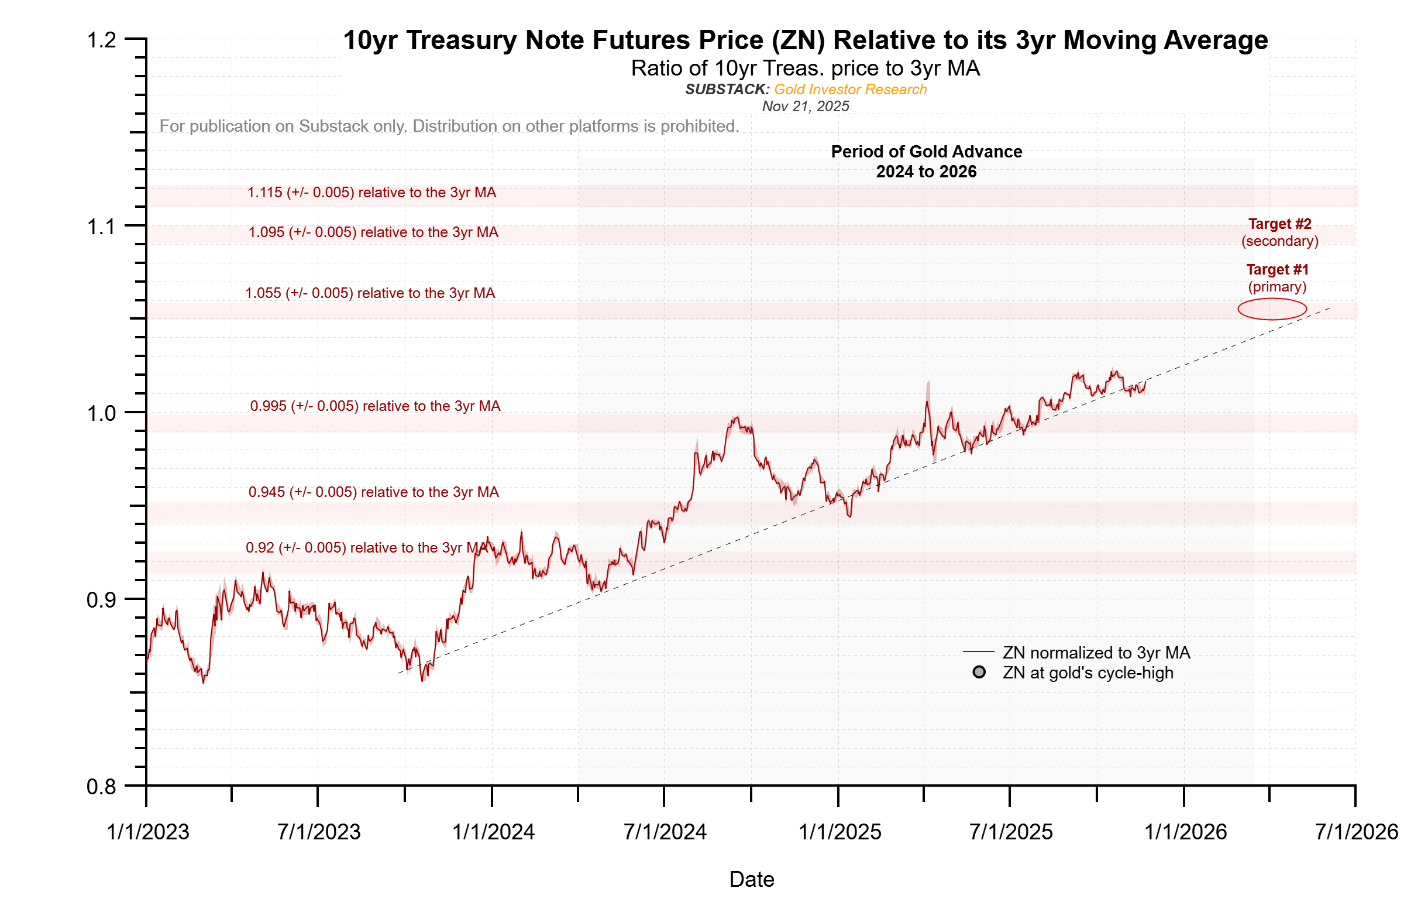 10yr Treasury Note Futures Price (ZN) Relative to its 3yr Moving Average
Ratio of 10yr Treas. price to 3yr MA
SUBSTACK: Gold Investor Research
Nov 21, 2025
For publication on Substack only. Distribution on other platforms is prohibited.
Period of Gold Advance
2024 to 2026
1.115 (+/- 0.005) relative to the 3yr MA
1.095 (+/- 0.005) relative to the 3yr MA
Target #2
(secondary)
Target #1
(primary)
1.055 (+/- 0.005) relative to the 3yr MA
0.995 (+/- 0.005) relative to the 3yr MA
0.945 (+/- 0.005) relative to the 3yr MA
0.92 (+/- 0.005) relative to the 3yr MA
ZN normalized to 3yr MA
ZN at gold's cycle-high
1.2
1.1
1.0
0.9
0.8
1/1/2023
7/1/2023
1/1/2024
7/1/2024
1/1/2025
7/1/2025
1/1/2026
7/1/2026
Date